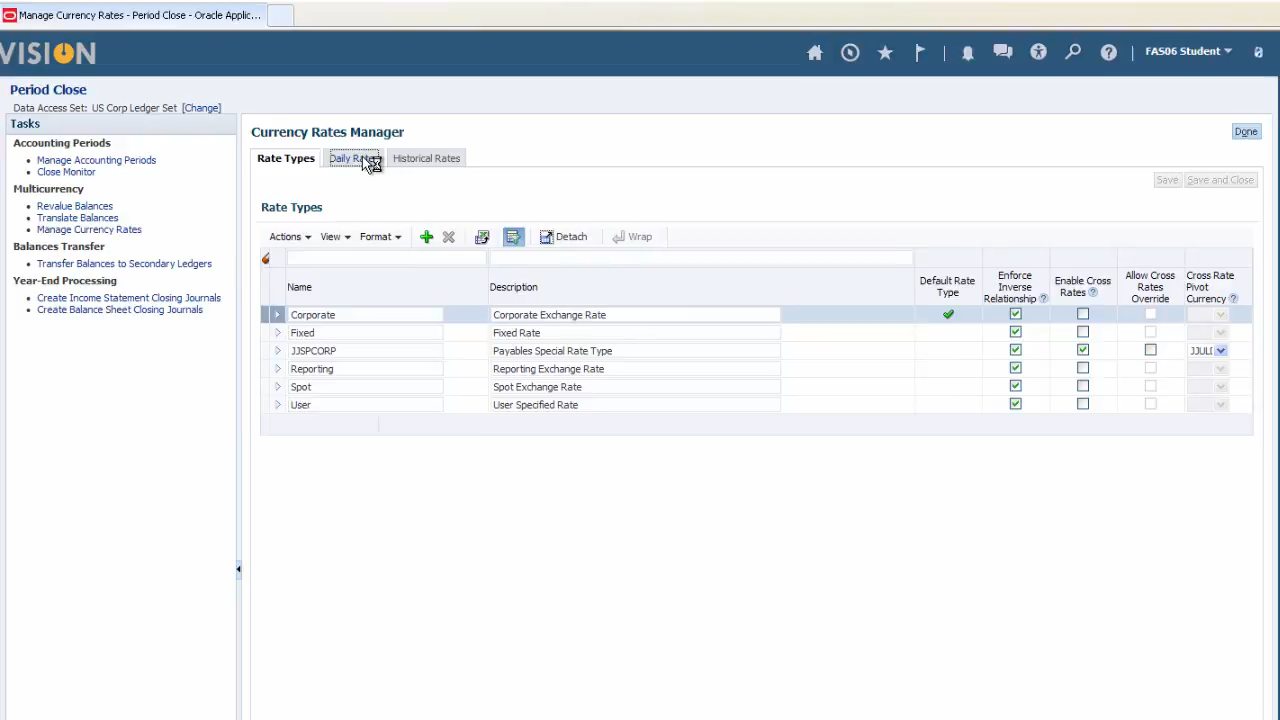 Manage Currency Rates - Period Close - Oracle Applic...
VISION
FAS06 Student
Period Close
Data Access Set: US Corp Ledger Set [Change]
Tasks
Accounting Periods
Manage Accounting Periods
Close Monitor
Multicurrency
Revalue Balances
Translate Balances
Manage Currency Rates
Balances Transfer
Transfer Balances to Secondary Ledgers
Year-End Processing
Create Income Statement Closing Journals
Create Balance Sheet Closing Journals
Currency Rates Manager
Done
Rate Types Daily Historical Rates
Save Save and Close
Rate Types
Actions View Format Detach Wrap
Name Description Default Rate Type Enforce Inverse Relationship Enable Cross Rates Allow Cross Rates Override Cross Rate Pivot Currency
Corporate Corporate Exchange Rate
Fixed Fixed Rate
JJSPCORP Payables Special Rate Type
Reporting Reporting Exchange Rate
Spot Spot Exchange Rate
User User Specified Rate